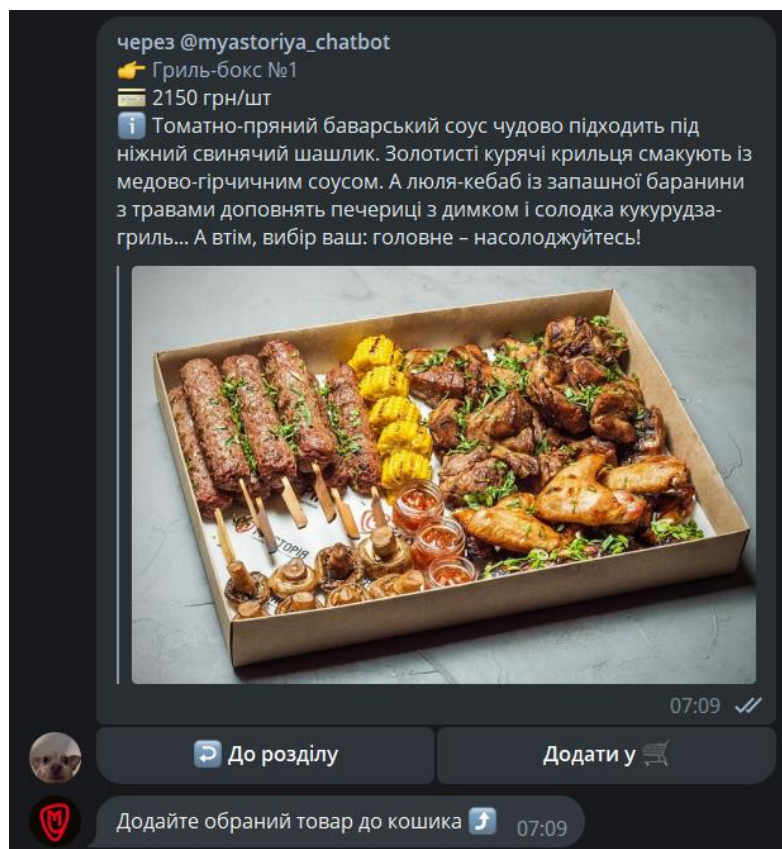 через @myastoriya_chatbot
👉 Гриль-бокс №1
💳 2150 грн/шт
ℹ️ Томатно-пряний баварський соус чудово підходить під
ніжний свинячий шашлик. Золотисті курячі крильця смакують із
медово-гірчичним соусом. А люля-кебаб із запашної баранини
з травами доповнять печериці з димком і солодка кукурудза-
гриль... А втім, вибір ваш: головне – насолоджуйтесь!
07:09
До розділу
Додати у 🛒
Додайте обраний товар до кошика ⤴️ 07:09